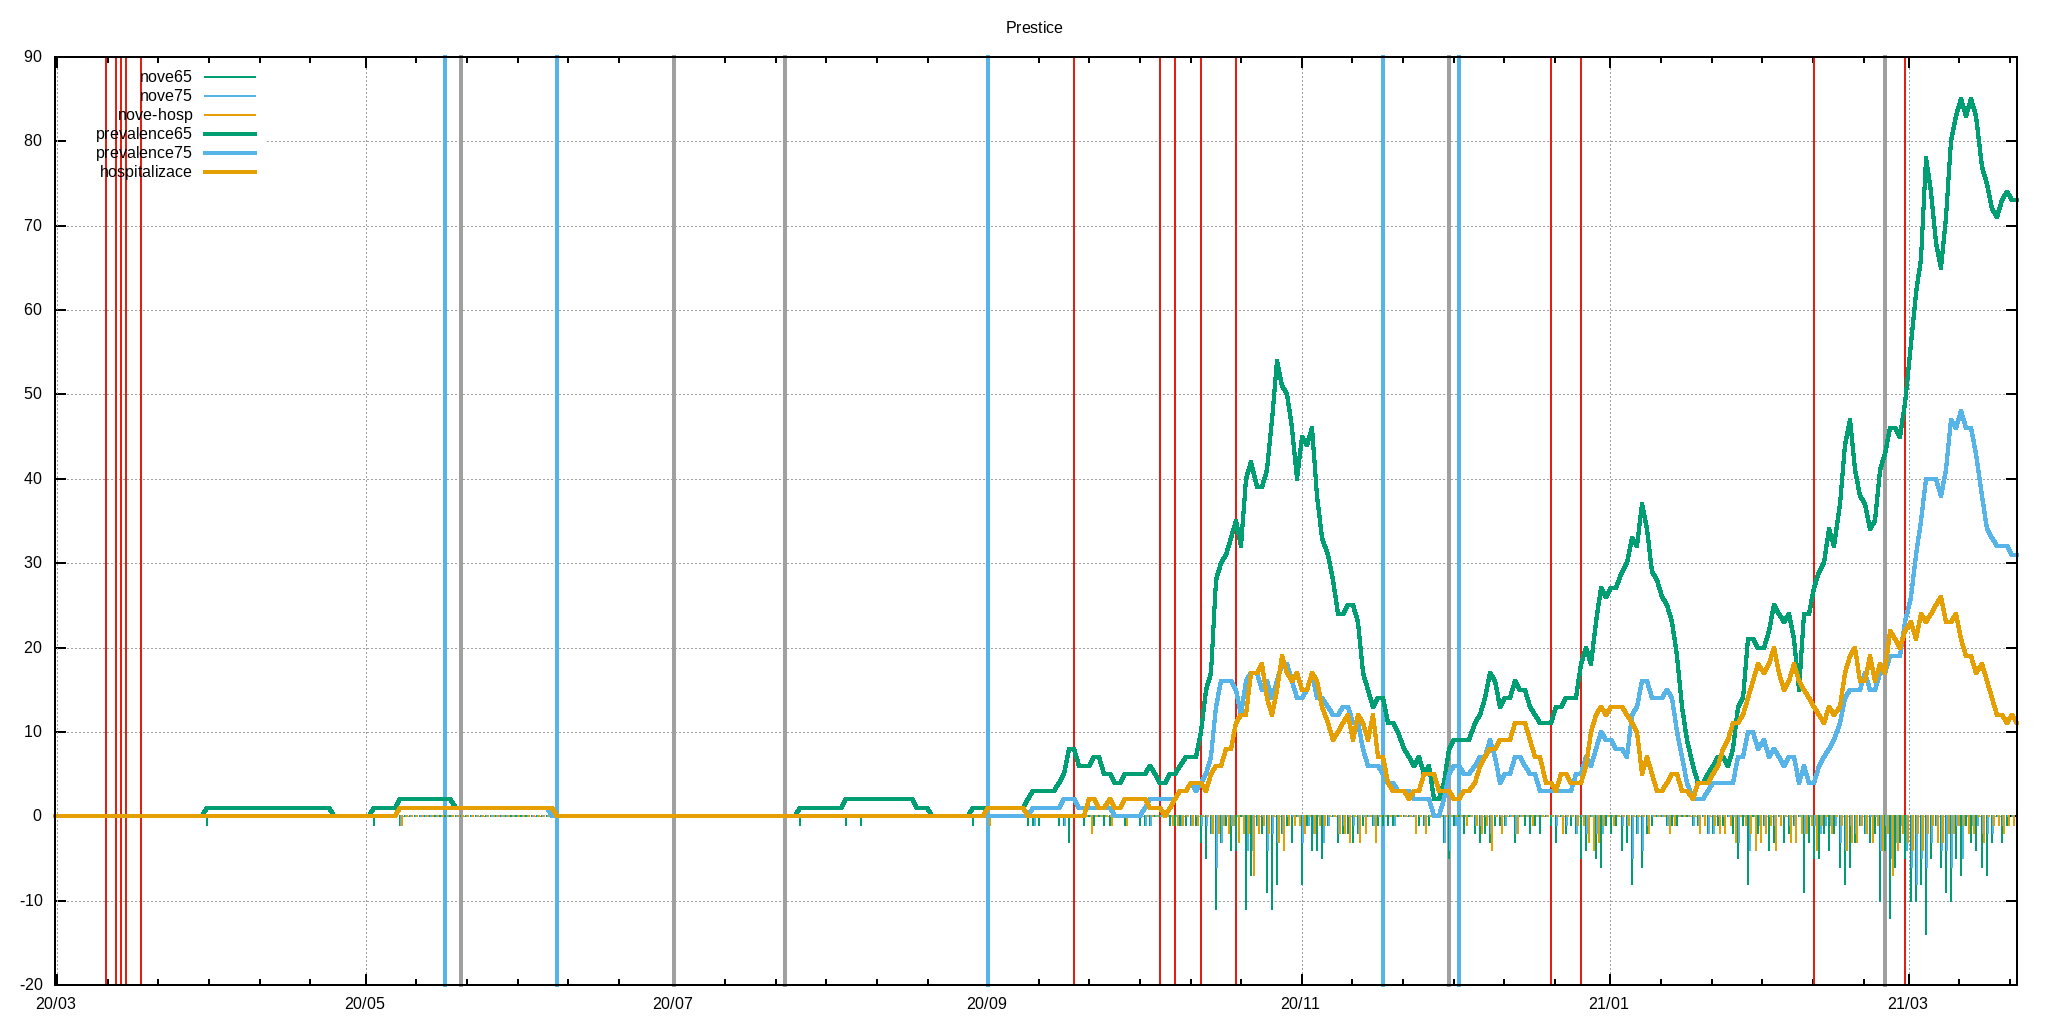 Prestice
90
80
70
60
50
40
30
20
10
0
-10
-20
nove65
nove75
nove-hosp
prevalence65
prevalence75
hospitalizace
20/03 20/05 20/07 20/09 20/11 21/01 21/03